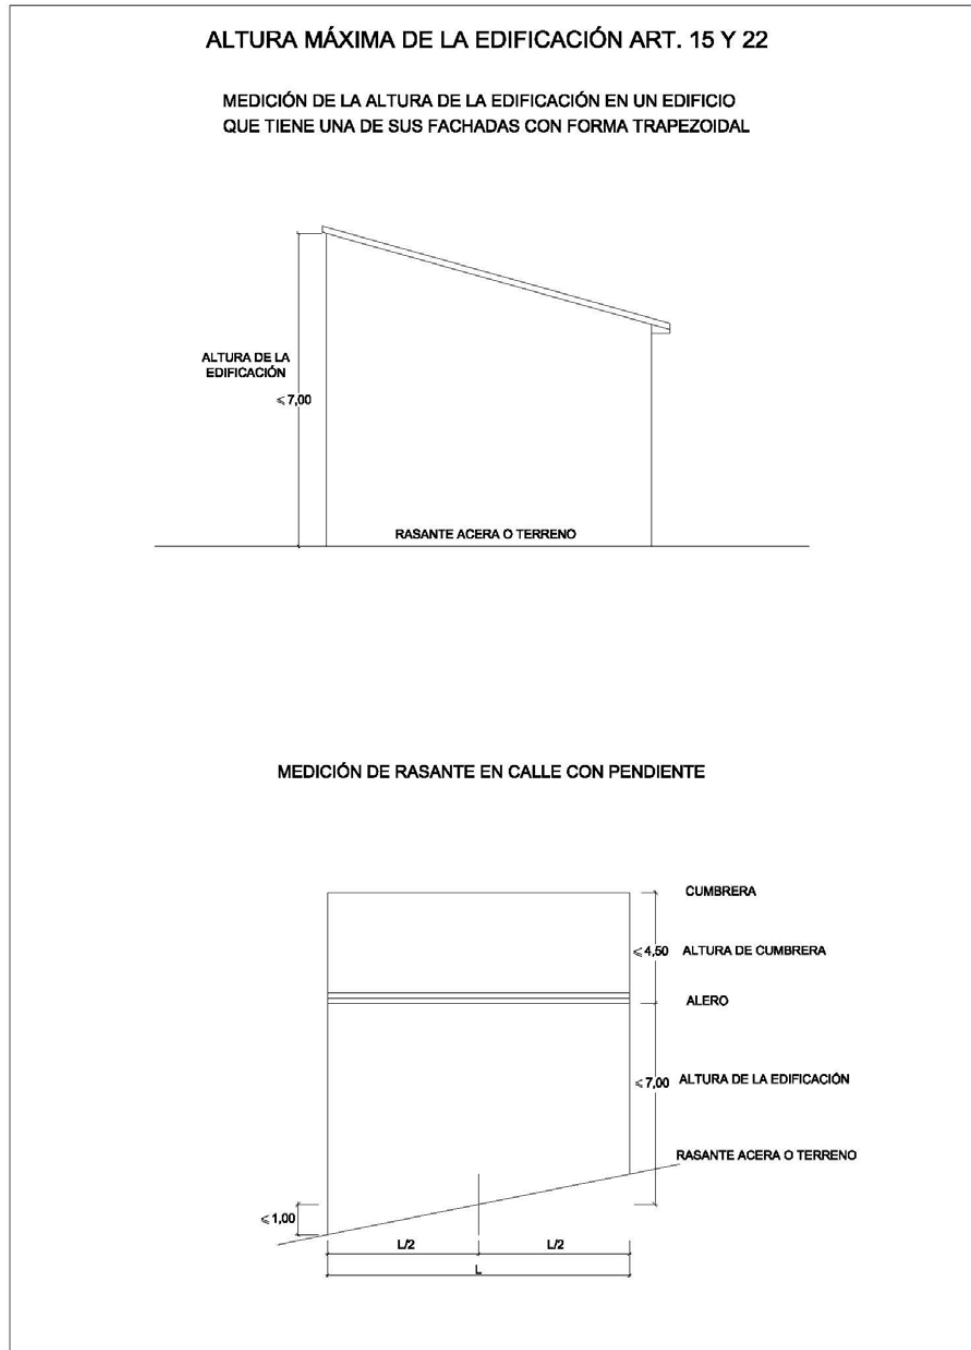 ALTURA MÁXIMA DE LA EDIFICACIÓN ART. 15 Y 22
MEDICIÓN DE LA ALTURA DE LA EDIFICACIÓN EN UN EDIFICIO
QUE TIENE UNA DE SUS FACHADAS CON FORMA TRAPEZOIDAL
ALTURA DE LA
EDIFICACIÓN
⩽7,00
RASANTE ACERA O TERRENO
MEDICIÓN DE RASANTE EN CALLE CON PENDIENTE
CUMBRERA
⩽4,50 ALTURA DE CUMBRERA
ALERO
⩽7,00 ALTURA DE LA EDIFICACIÓN
RASANTE ACERA O TERRENO
⩽1,00
L/2 L/2
L